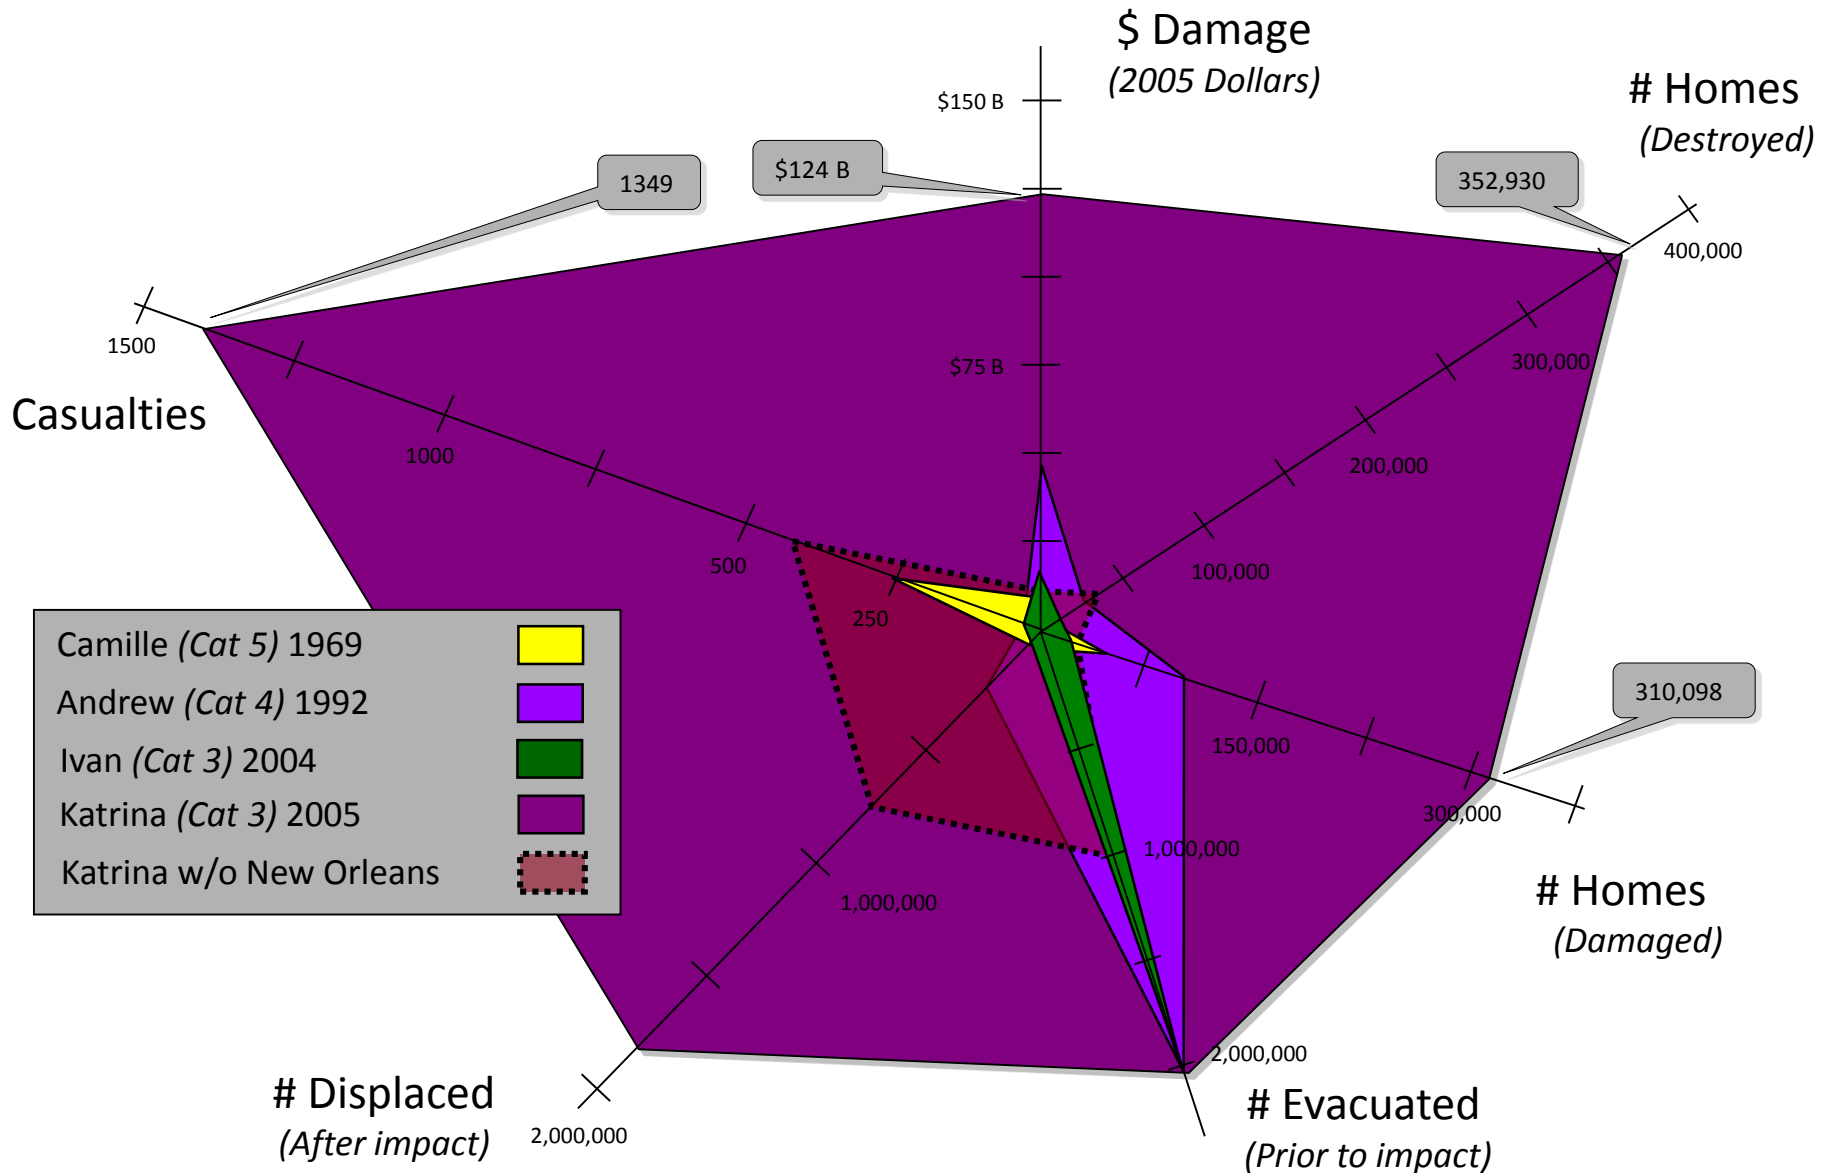 $ Damage
(2005 Dollars)
# Homes
(Destroyed)
$150 B
$124 B
1349
352,930
400,000
1500
Casualties
$75 B
300,000
1000
200,000
500
100,000
250
310,098
150,000
300,000
1,000,000
# Homes
(Damaged)
1,000,000
2,000,000
# Displaced
(After impact)
2,000,000
# Evacuated
(Prior to impact)
Camille (Cat 5) 1969
Andrew (Cat 4) 1992
Ivan (Cat 3) 2004
Katrina (Cat 3) 2005
Katrina w/o New Orleans